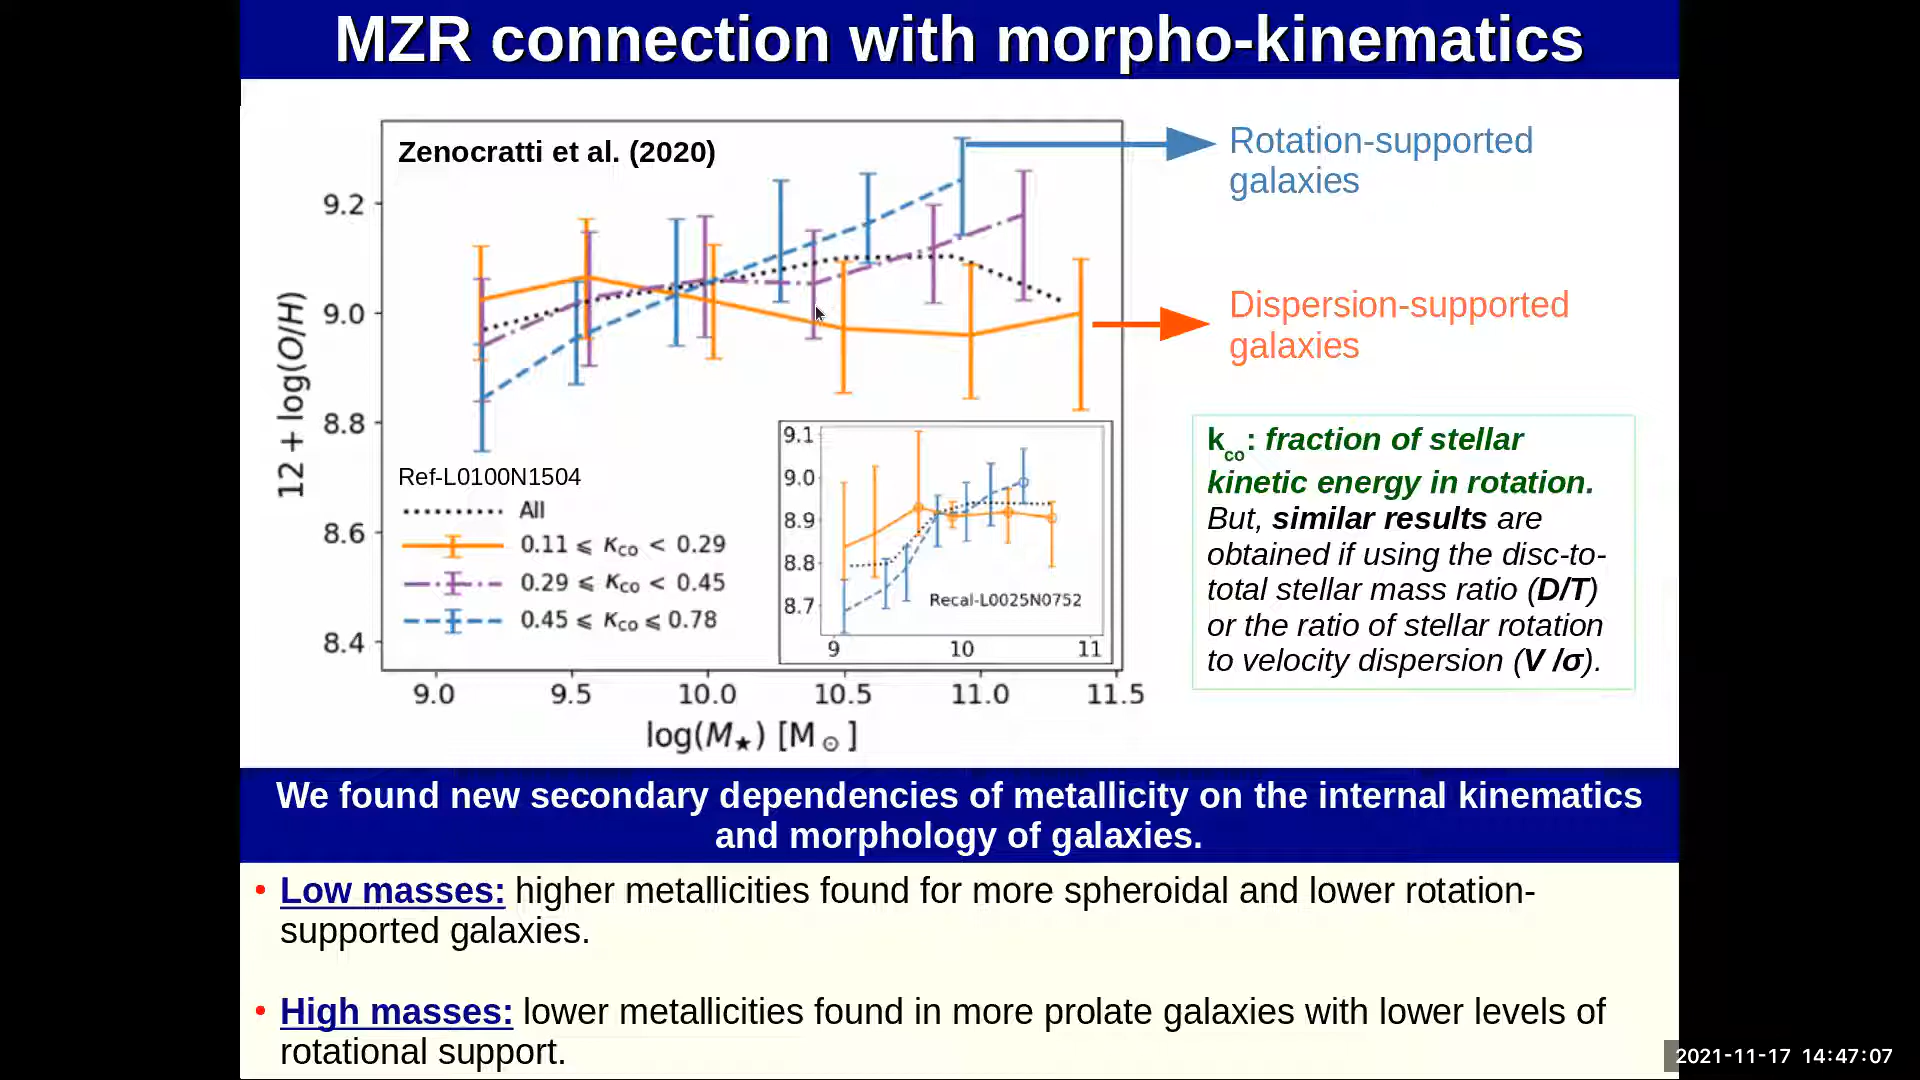 MZR connection with morpho-kinematics
Zenocratti et al. (2020)
Rotation-supported
galaxies
Dispersion-supported
galaxies
12 + log(O/H)
9.2
9.0
8.8
8.6
8.4
Ref-L0100N1504
All
0.11 ⩽ κco < 0.29
0.29 ⩽ κco < 0.45
0.45 ⩽ κco ⩽ 0.78
9.1
9.0
8.9
8.8
8.7
Recal-L0025N0752
9 10 11
9.0 9.5 10.0 10.5 11.0 11.5
log(M★) [M⊙]
kco: fraction of stellar
kinetic energy in rotation.
But, similar results are
obtained if using the disc-to-
total stellar mass ratio (D/T)
or the ratio of stellar rotation
to velocity dispersion (V /σ).
We found new secondary dependencies of metallicity on the internal kinematics
and morphology of galaxies.
• Low masses: higher metallicities found for more spheroidal and lower rotation-
supported galaxies.
• High masses: lower metallicities found in more prolate galaxies with lower levels of
rotational support.
2021-11-17 14:47:07